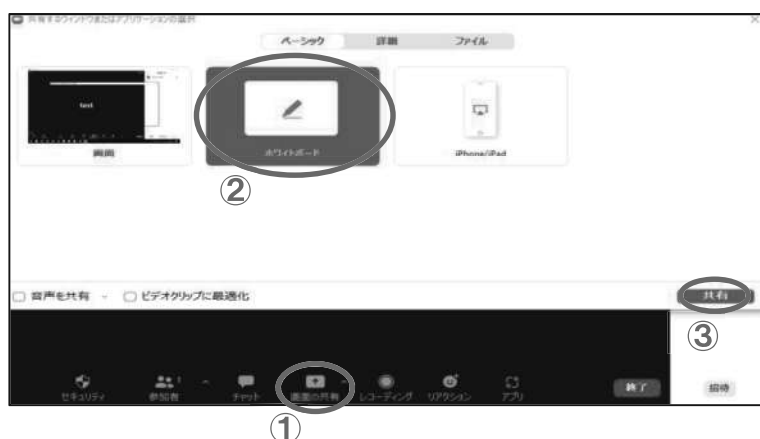 共有するウィンドウまたはアプリケーションの選択
ベーシック 詳細 ファイル
text
画面 ホワイトボード iPhone/iPad
②
音声を共有 ビデオクリップに最適化 共有
③
セキュリティ 参加者 1 チャット 画面の共有 レコーディング リアクション アプリ 終了 招待
①